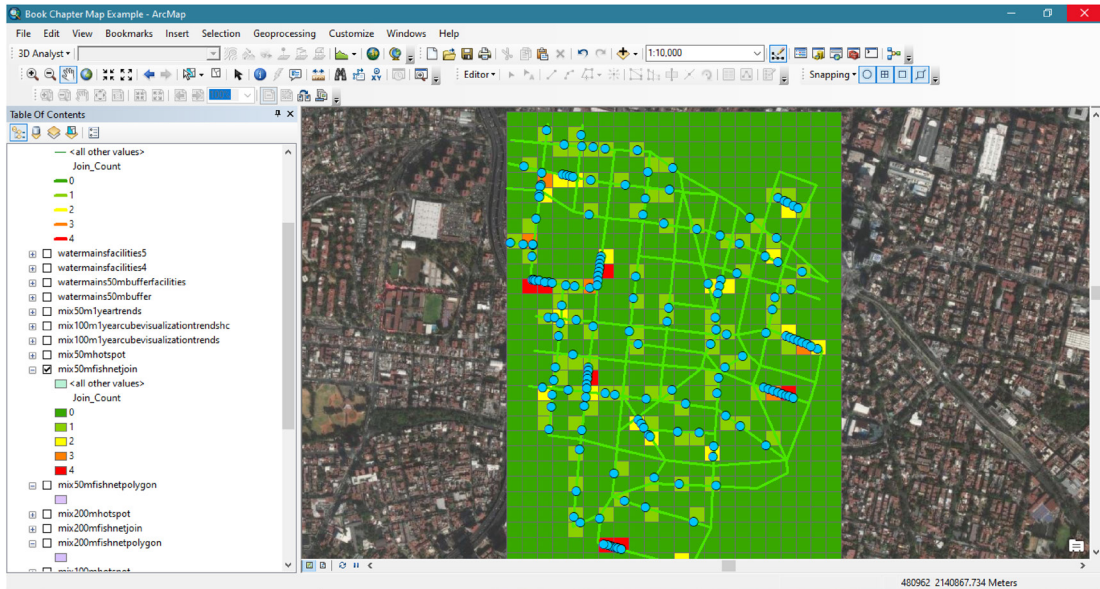 Book Chapter Map Example - ArcMap
File Edit View Bookmarks Insert Selection Geoprocessing Customize Windows Help
3D Analyst
1:10,000
Editor
Snapping
Table Of Contents
<all other values>
Join_Count
0
1
2
3
4
watermainsfacilities5
watermainsfacilities4
watermains50mbufferfacilities
watermains50mbuffer
mix50m1yeartrends
mix100m1yearcubevisualizationtrendshc
mix100m1yearcubevisualizationtrends
mix50mhotspot
mix50mfishnetjoin
<all other values>
Join_Count
0
1
2
3
4
mix50mfishnetpolygon
mix200mhotspot
mix200mfishnetjoin
mix200mfishnetpolygon
mix100mhotspot
480962 2140867.734 Meters